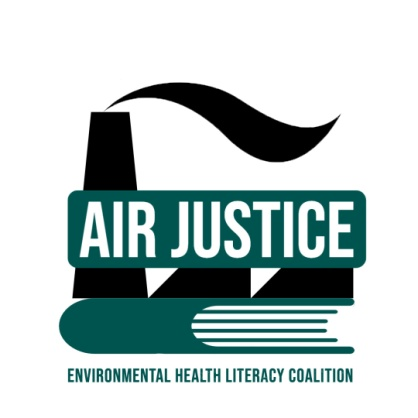 AIR JUSTICE
ENVIRONMENTAL HEALTH LITERACY COALITION